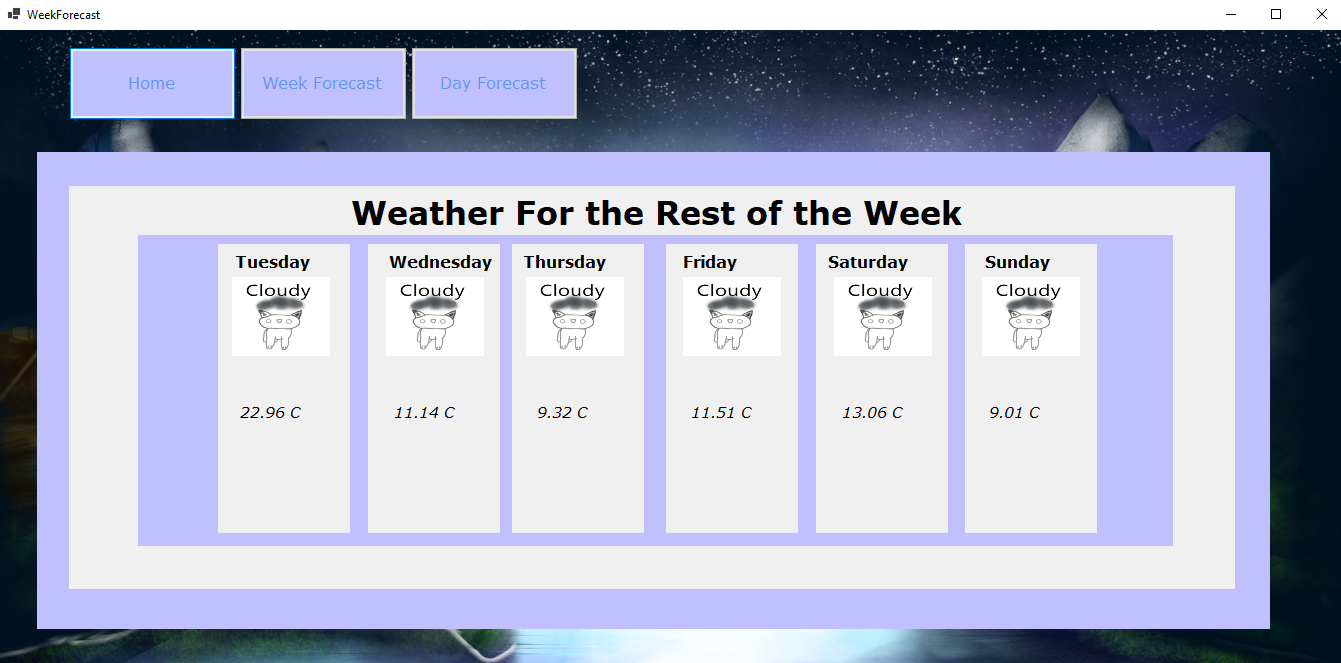 WeekForecast
Home Week Forecast Day Forecast
Weather For the Rest of the Week
Tuesday Wednesday Thursday Friday Saturday Sunday
Cloudy Cloudy Cloudy Cloudy Cloudy Cloudy
22.96 C 11.14 C 9.32 C 11.51 C 13.06 C 9.01 C